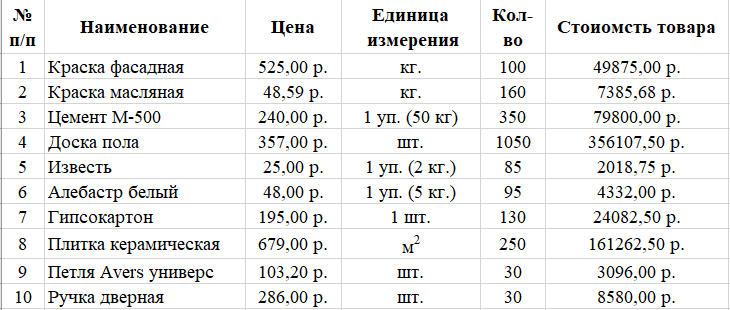 № п/п Наименование Цена Единица измерения Кол-во Стоиомсть товара
1 Краска фасадная 525,00 р. кг. 100 49875,00 р.
2 Краска масляная 48,59 р. кг. 160 7385,68 р.
3 Цемент М-500 240,00 р. 1 уп. (50 кг) 350 79800,00 р.
4 Доска пола 357,00 р. шт. 1050 356107,50 р.
5 Известь 25,00 р. 1 уп. (2 кг.) 85 2018,75 р.
6 Алебастр белый 48,00 р. 1 уп. (5 кг.) 95 4332,00 р.
7 Гипсокартон 195,00 р. 1 шт. 130 24082,50 р.
8 Плитка керамическая 679,00 р. м² 250 161262,50 р.
9 Петля Avers универс 103,20 р. шт. 30 3096,00 р.
10 Ручка дверная 286,00 р. шт. 30 8580,00 р.